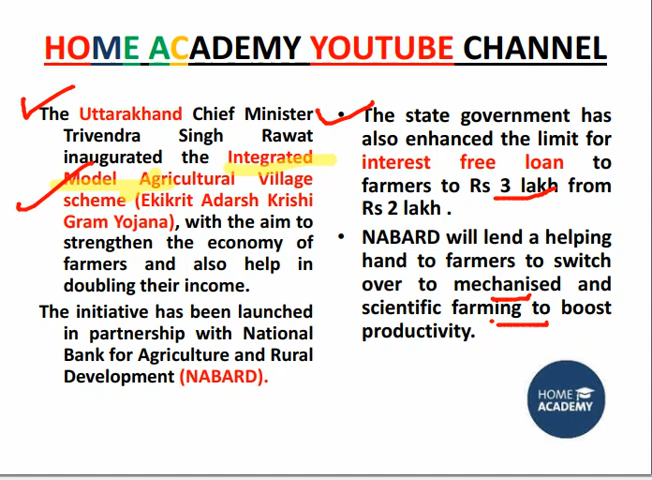 HOME ACADEMY YOUTUBE CHANNEL
The Uttarakhand Chief Minister
Trivendra Singh Rawat
inaugurated the Integrated
Model Agricultural Village
scheme (Ekikrit Adarsh Krishi
Gram Yojana), with the aim to
strengthen the economy of
farmers and also help in
doubling their income.
The initiative has been launched
in partnership with National
Bank for Agriculture and Rural
Development (NABARD).
• The state government has
also enhanced the limit for
interest free loan to
farmers to Rs 3 lakh from
Rs 2 lakh .
• NABARD will lend a helping
hand to farmers to switch
over to mechanised and
scientific farming to boost
productivity.
HOME
ACADEMY